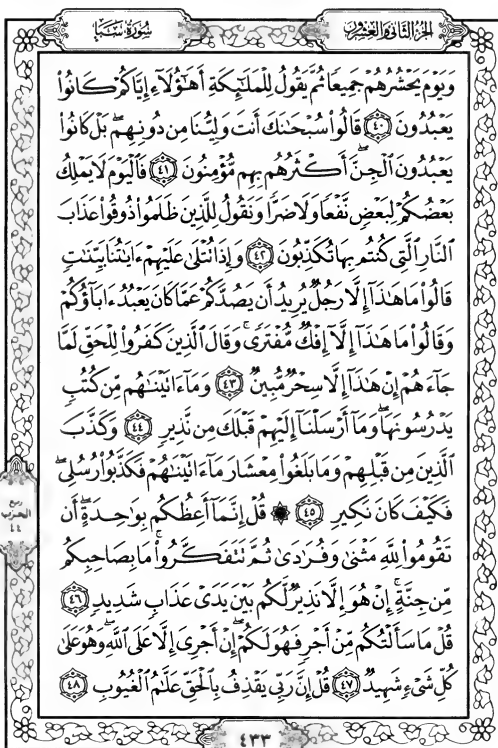 سُورَةُ سَبَإٍ
الجُزْءُ الثَّانِي وَالعِشْرُونَ
وَيَوْمَ يَحْشُرُهُمْ جَمِيعًا ثُمَّ يَقُولُ لِلْمَلَٰٓئِكَةِ أَهَٰٓؤُلَآءِ إِيَّاكُمْ كَانُوا۟
يَعْبُدُونَ ٤٠ قَالُوا۟ سُبْحَٰنَكَ أَنتَ وَلِيُّنَا مِن دُونِهِمۖ بَلْ كَانُوا۟
يَعْبُدُونَ ٱلْجِنَّۖ أَكْثَرُهُم بِهِم مُّؤْمِنُونَ ٤١ فَٱلْيَوْمَ لَا يَمْلِكُ
بَعْضُكُمْ لِبَعْضٍ نَّفْعًا وَلَا ضَرًّا وَنَقُولُ لِلَّذِينَ ظَلَمُوا۟ ذُوقُوا۟ عَذَابَ
ٱلنَّارِ ٱلَّتِى كُنتُم بِهَا تُكَذِّبُونَ ٤٢ وَإِذَا تُتْلَىٰ عَلَيْهِمْ ءَايَٰتُنَا بَيِّنَٰتٍ
قَالُوا۟ مَا هَٰذَآ إِلَّا رَجُلٌ يُرِيدُ أَن يَصُدَّكُمْ عَمَّا كَانَ يَعْبُدُ ءَابَآؤُكُمْ
وَقَالُوا۟ مَا هَٰذَآ إِلَّآ إِفْكٌ مُّفْتَرًىۚ وَقَالَ ٱلَّذِينَ كَفَرُوا۟ لِلْحَقِّ لَمَّا
جَآءَهُمْ إِنْ هَٰذَآ إِلَّا سِحْرٌ مُّبِينٌ ٤٣ وَمَآ ءَاتَيْنَٰهُم مِّن كُتُبٍ
يَدْرُسُونَهَاۖ وَمَآ أَرْسَلْنَآ إِلَيْهِمْ قَبْلَكَ مِن نَّذِيرٍ ٤٤ وَكَذَّبَ
ٱلَّذِينَ مِن قَبْلِهِمْ وَمَا بَلَغُوا۟ مِعْشَارَ مَآ ءَاتَيْنَٰهُمْ فَكَذَّبُوا۟ رُسُلِىۖ
فَكَيْفَ كَانَ نَكِيرِ ٤٥ ۞ قُلْ إِنَّمَآ أَعِظُكُم بِوَٰحِدَةٍۖ أَن
تَقُومُوا۟ لِلَّهِ مَثْنَىٰ وَفُرَٰدَىٰ ثُمَّ تَتَفَكَّرُوا۟ۚ مَا بِصَاحِبِكُم
مِّن جِنَّةٍۚ إِنْ هُوَ إِلَّا نَذِيرٌ لَّكُم بَيْنَ يَدَىْ عَذَابٍ شَدِيدٍ ٤٦
قُلْ مَا سَأَلْتُكُم مِّنْ أَجْرٍ فَهُوَ لَكُمْۖ إِنْ أَجْرِىَ إِلَّا عَلَى ٱللَّهِۖ وَهُوَ عَلَىٰ
كُلِّ شَىْءٍ شَهِيدٌ ٤٧ قُلْ إِنَّ رَبِّى يَقْذِفُ بِٱلْحَقِّ عَلَّٰمُ ٱلْغُيُوبِ ٤٨
ربع
الحزب
٤٤
٤٣٣